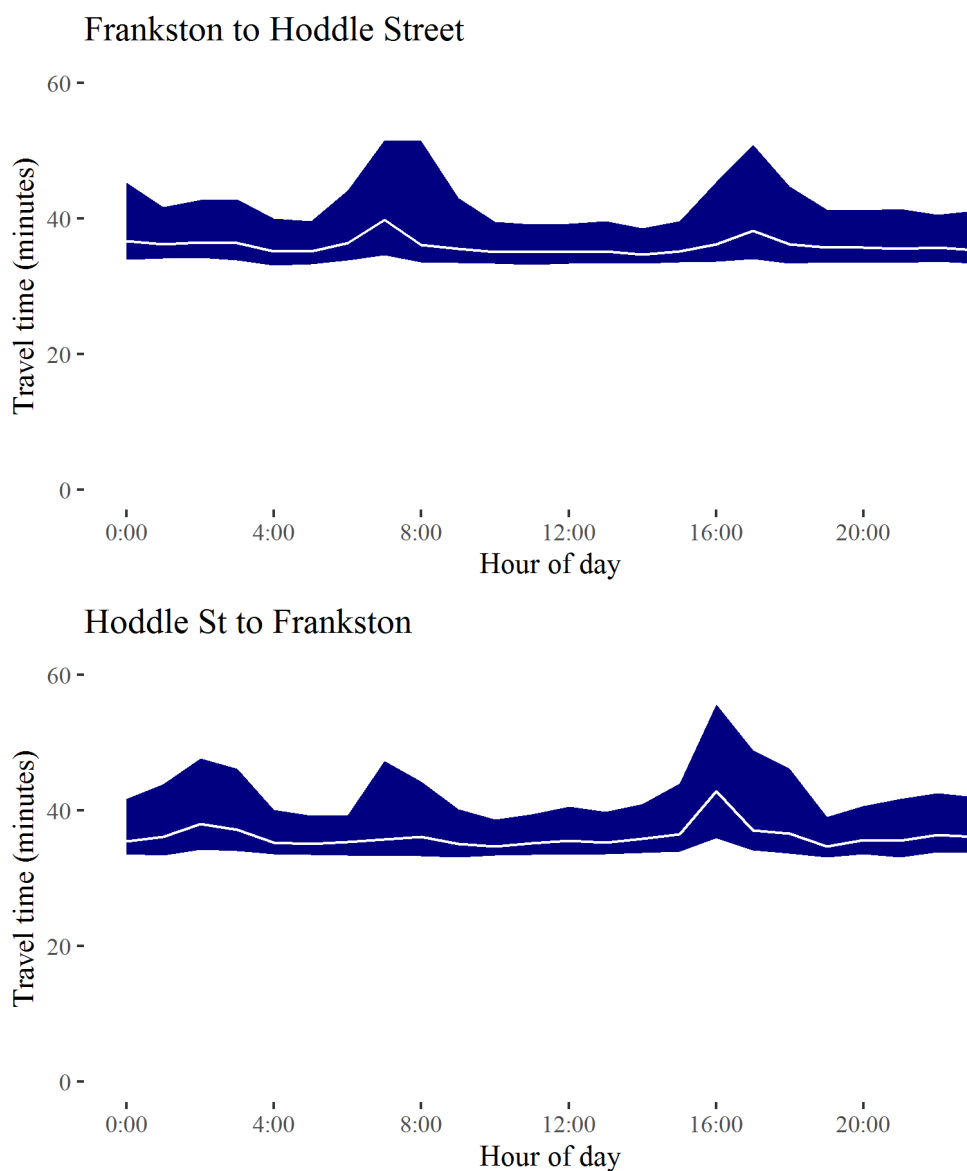 Frankston to Hoddle Street
60
40
20
0
Travel time (minutes)
0:00 4:00 8:00 12:00 16:00 20:00
Hour of day
Hoddle St to Frankston
60
40
20
0
Travel time (minutes)
0:00 4:00 8:00 12:00 16:00 20:00
Hour of day